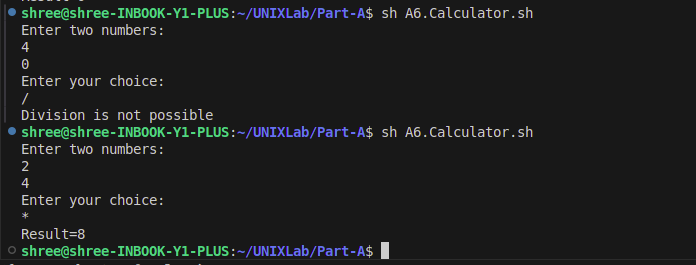 shree@shree-INBOOK-Y1-PLUS:~/UNIXLab/Part-A$ sh A6.Calculator.sh
Enter two numbers:
4
0
Enter your choice:
/
Division is not possible
shree@shree-INBOOK-Y1-PLUS:~/UNIXLab/Part-A$ sh A6.Calculator.sh
Enter two numbers:
2
4
Enter your choice:
*
Result=8
shree@shree-INBOOK-Y1-PLUS:~/UNIXLab/Part-A$